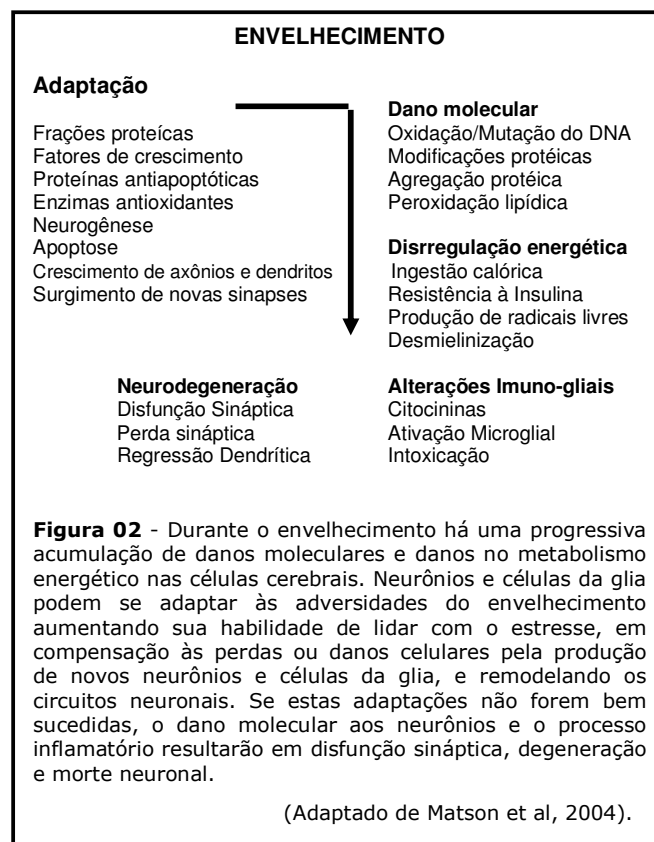 ENVELHECIMENTO
Adaptação
Frações proteícas
Fatores de crescimento
Proteínas antiapoptóticas
Enzimas antioxidantes
Neurogênese
Apoptose
Crescimento de axônios e dendritos
Surgimento de novas sinapses
Dano molecular
Oxidação/Mutação do DNA
Modificações protéicas
Agregação protéica
Peroxidação lipídica
Disrregulação energética
Ingestão calórica
Resistência à Insulina
Produção de radicais livres
Desmielinização
Neurodegeneração
Disfunção Sináptica
Perda sináptica
Regressão Dendrítica
Alterações Imuno-gliais
Citocininas
Ativação Microglial
Intoxicação
Figura 02 - Durante o envelhecimento há uma progressiva
acumulação de danos moleculares e danos no metabolismo
energético nas células cerebrais. Neurônios e células da glia
podem se adaptar às adversidades do envelhecimento
aumentando sua habilidade de lidar com o estresse, em
compensação às perdas ou danos celulares pela produção
de novos neurônios e células da glia, e remodelando os
circuitos neuronais. Se estas adaptações não forem bem
sucedidas, o dano molecular aos neurônios e o processo
inflamatório resultarão em disfunção sináptica, degeneração
e morte neuronal.
(Adaptado de Matson et al, 2004).